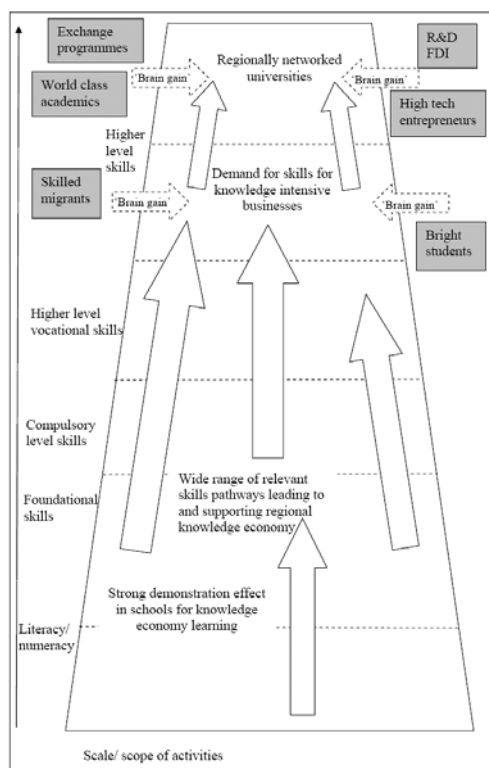 Exchange
programmes
R&D
FDI
Regionally networked
universities
'Brain gain'
'Brain gain'
World class
academics
High tech
entrepreneurs
Higher level
skills
Demand for skills for
knowledge intensive
businesses
Skilled
migrants
'Brain gain'
'Brain gain'
Bright
students
Higher level
vocational skills
Compulsory
level skills
Wide range of relevant
skills pathways leading to
and supporting regional
knowledge economy
Foundational
skills
Strong demonstration effect
in schools for knowledge
economy learning
Literacy/
numeracy
Scale/ scope of activities